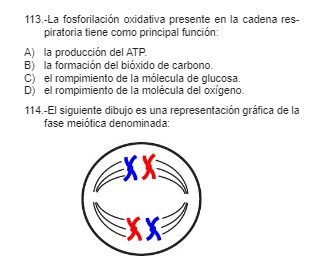 113.-La fosforilación oxidativa presente en la cadena res-
piratoria tiene como principal función:
A) la producción del ATP.
B) la formación del bióxido de carbono.
C) el rompimiento de la mólecula de glucosa.
D) el rompimiento de la molécula del oxígeno.
114.-El siguiente dibujo es una representación gráfica de la
fase meiótica denominada: